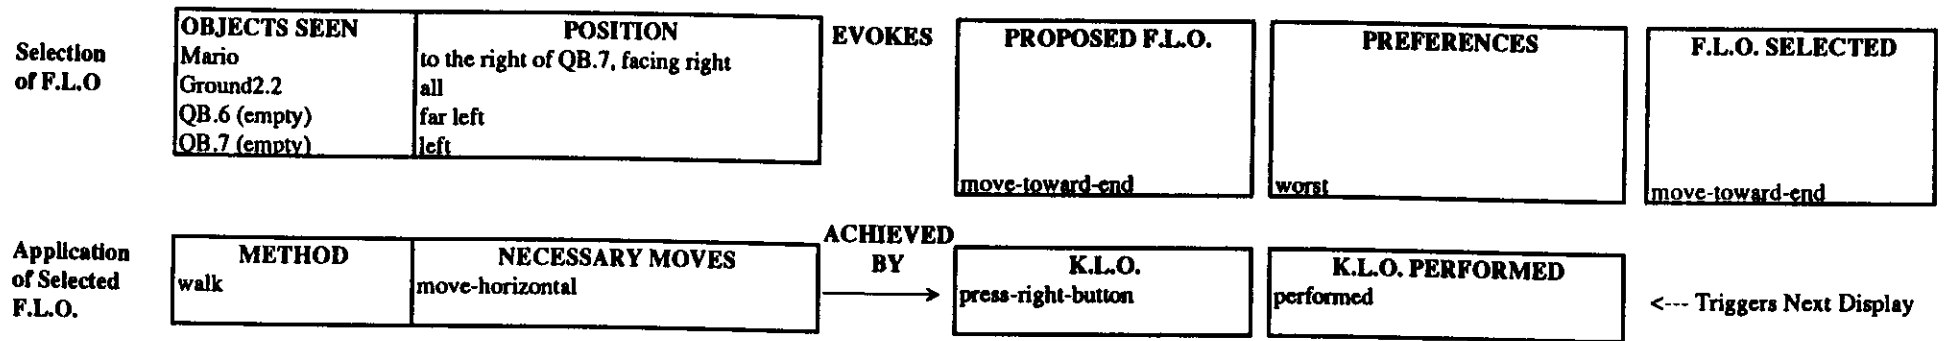 Selection
of F.L.O
OBJECTS SEEN POSITION
Mario to the right of QB.7, facing right
Ground2.2 all
QB.6 (empty) far left
QB.7 (empty) left
EVOKES
PROPOSED F.L.O.
move-toward-end
PREFERENCES
worst
F.L.O. SELECTED
move-toward-end
Application
of Selected
F.L.O.
METHOD NECESSARY MOVES
walk move-horizontal
ACHIEVED
BY
K.L.O.
press-right-button
K.L.O. PERFORMED
performed
<--- Triggers Next Display